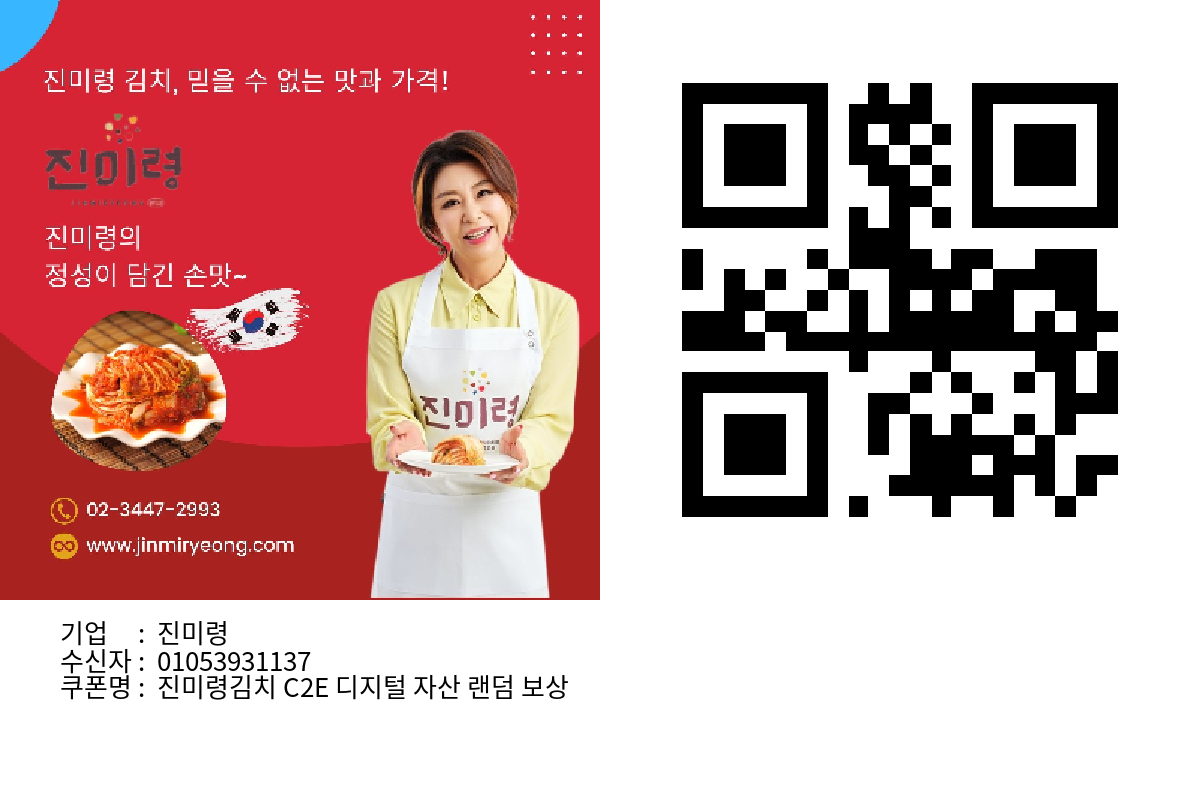 진미령 김치, 믿을 수 없는 맛과 가격!
진미령
진미령의
정성이 담긴 손맛~
진미령
02-3447-2993
www.jinmiryeong.com
기업 : 진미령
수신자 : 01053931137
쿠폰명 : 진미령김치 C2E 디지털 자산 랜덤 보상